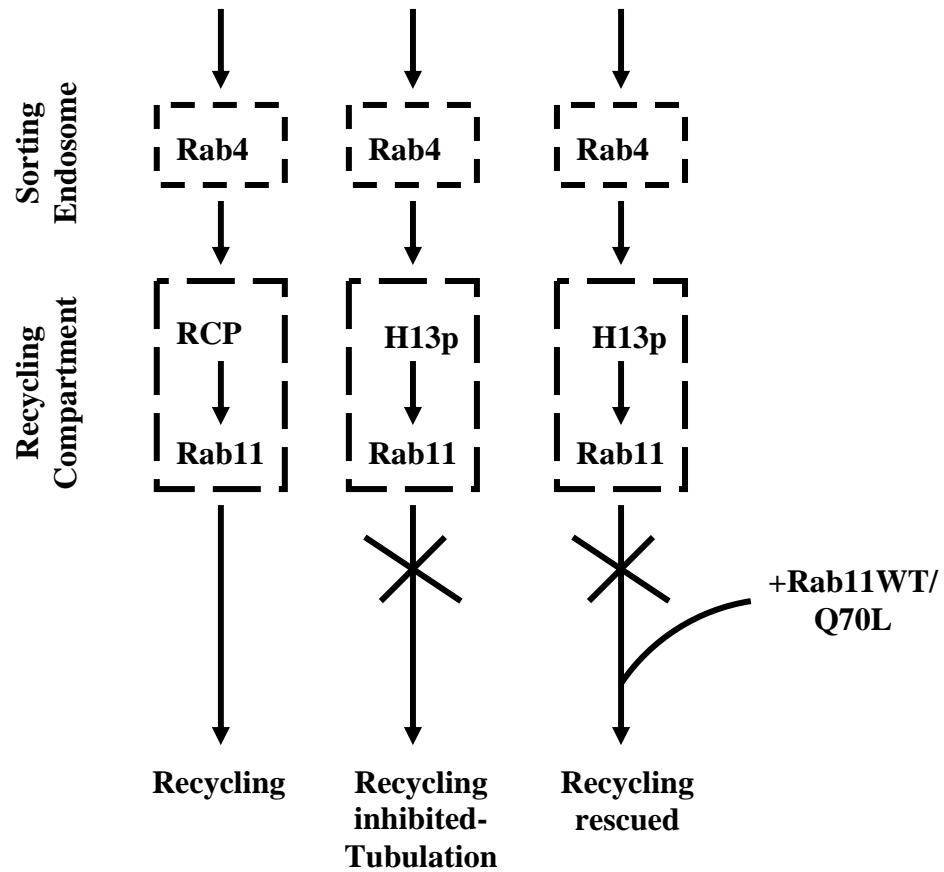 Sorting
Endosome
Rab4
Rab4
Rab4
Recycling
Compartment
RCP
H13p
H13p
Rab11
Rab11
Rab11
+Rab11WT/
Q70L
Recycling
Recycling
inhibited-
Tubulation
Recycling
rescued